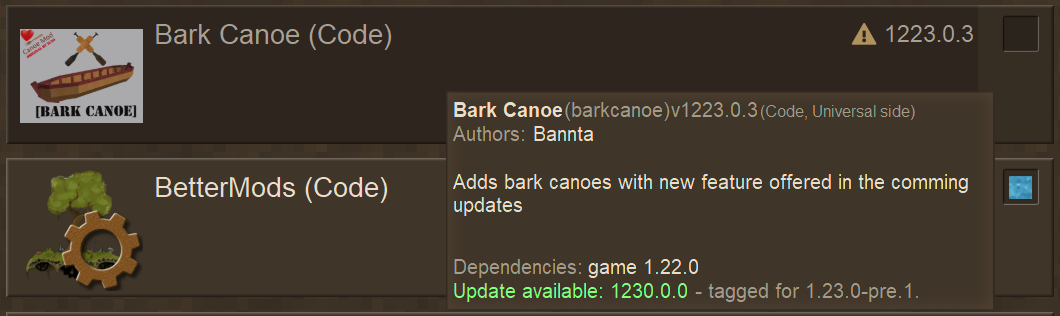 Bark Canoe (Code)
1223.0.3
Canoe Mod
[BARK CANOE]
Bark Canoe(barkcanoe)v1223.0.3(Code, Universal side)
Authors: Bannta
Adds bark canoes with new feature offered in the comming
updates
BetterMods (Code)
Dependencies: game 1.22.0
Update available: 1230.0.0 - tagged for 1.23.0-pre.1.